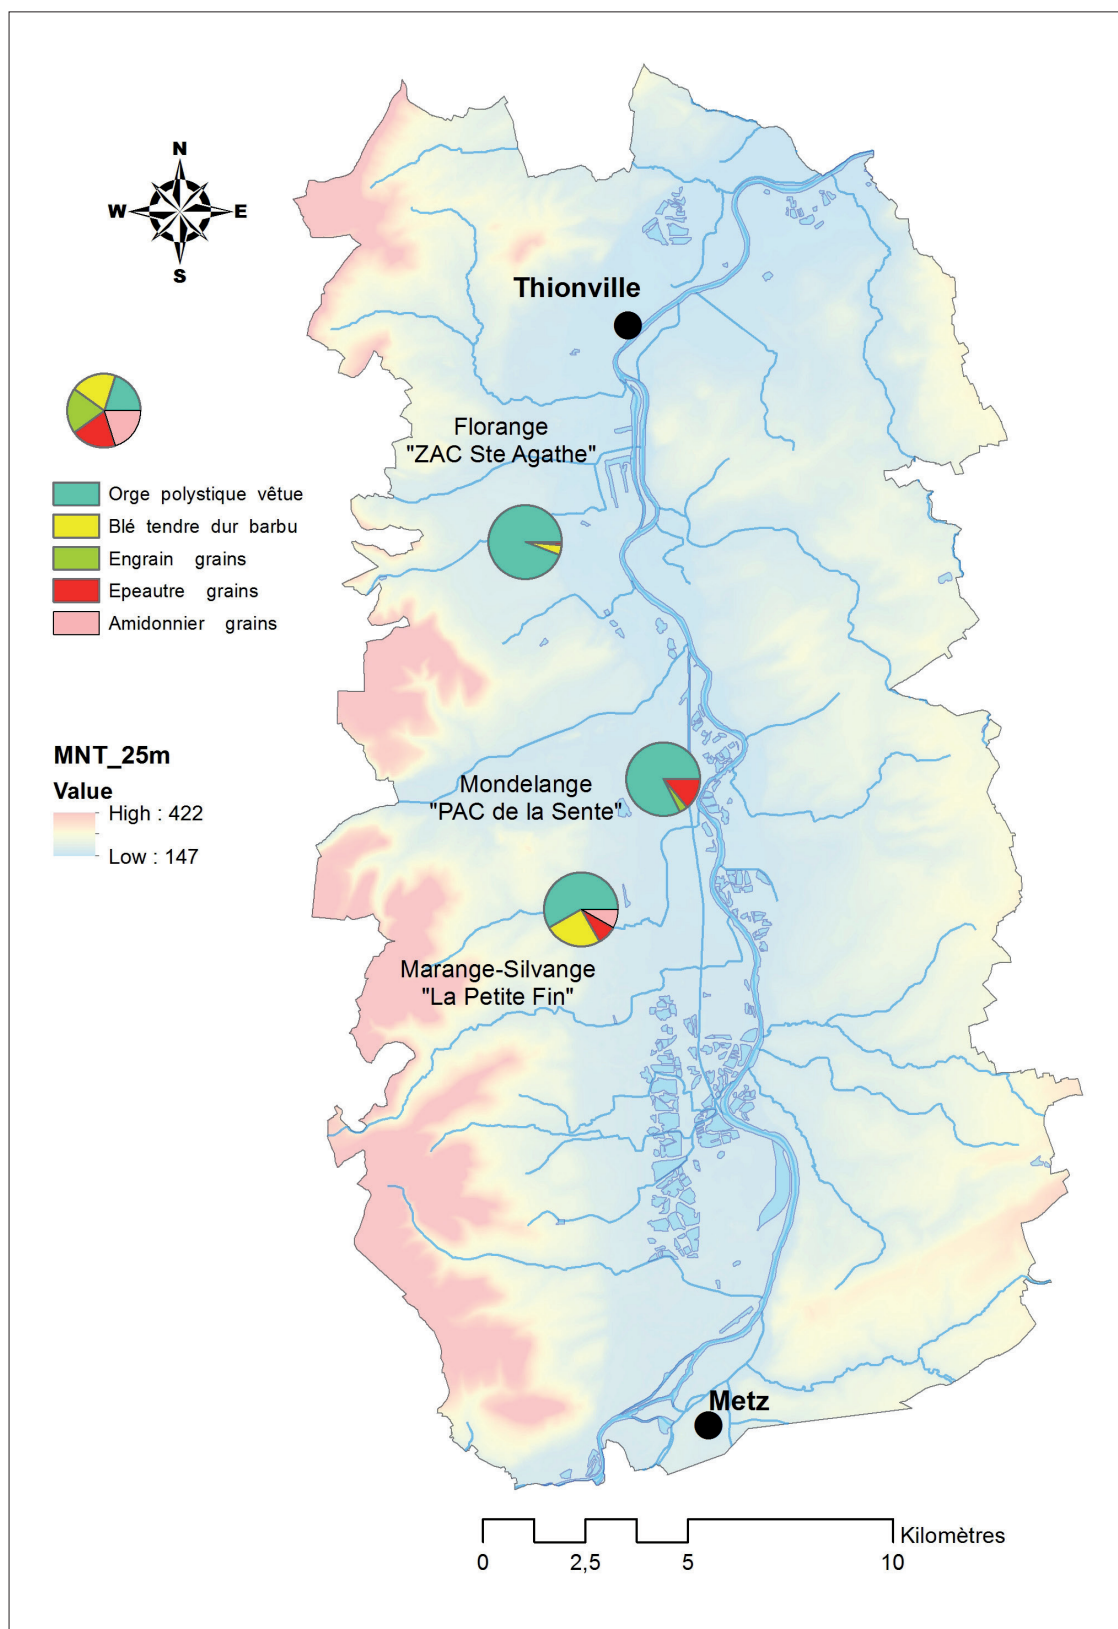 N
W
E
S
Thionville
Florange
"ZAC Ste Agathe"
Orge polystique vêtue
Blé tendre dur barbu
Engrain grains
Epeautre grains
Amidonnier grains
MNT_25m
Value
High : 422
Low : 147
Mondelange
"PAC de la Sente"
Marange-Silvange
"La Petite Fin"
Metz
Kilomètres
0 2,5 5 10